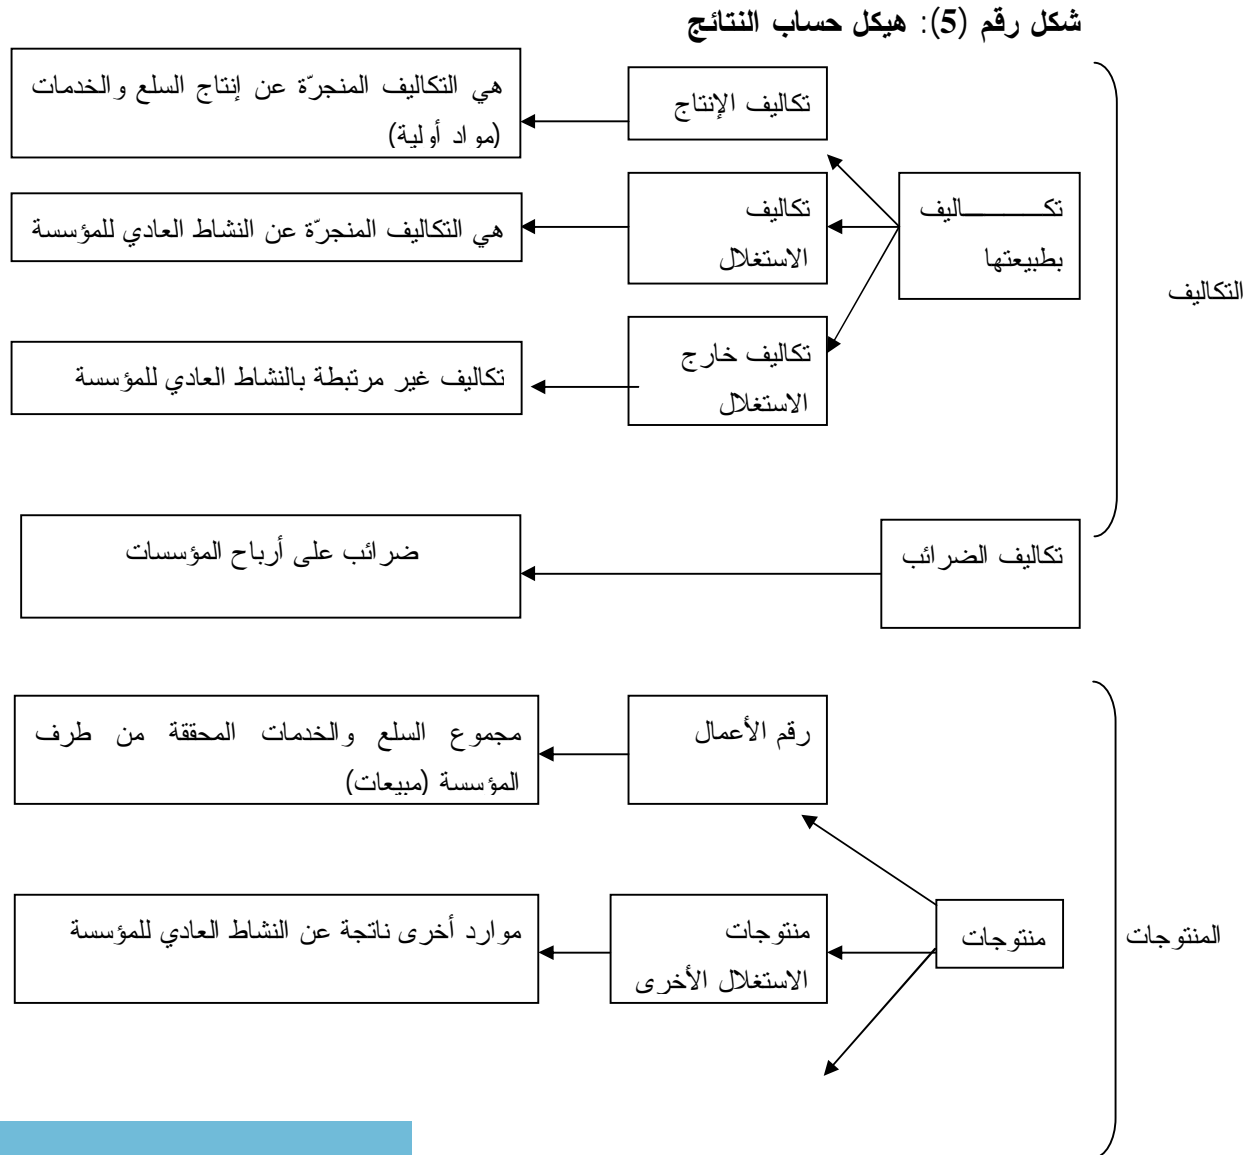 شكل رقم (5): هيكل حساب النتائج
التكاليف
تكـــــــاليف
بطبيعتها
تكاليف الإنتاج
هي التكاليف المنجرّة عن إنتاج السلع والخدمات
(مواد أولية)
تكاليف
الاستغلال
هي التكاليف المنجرّة عن النشاط العادي للمؤسسة
تكاليف خارج
الاستغلال
تكاليف غير مرتبطة بالنشاط العادي للمؤسسة
تكاليف الضرائب
ضرائب على أرباح المؤسسات
المنتوجات
منتوجات
رقم الأعمال
مجموع السلع والخدمات المحققة من طرف
المؤسسة (مبيعات)
منتوجات
الاستغلال الأخرى
موارد أخرى ناتجة عن النشاط العادي للمؤسسة